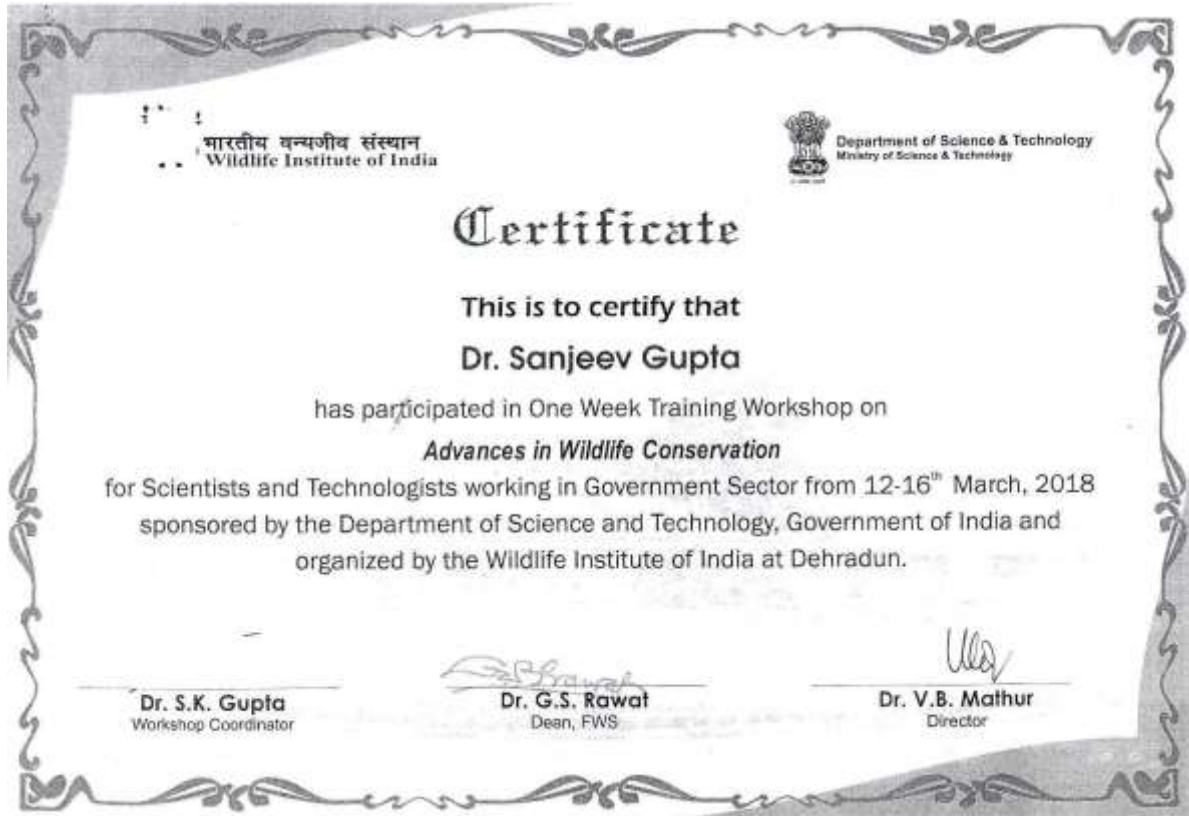 भारतीय वन्यजीव संस्थान
Wildlife Institute of India
Department of Science & Technology
Ministry of Science & Technology
Certificate
This is to certify that
Dr. Sanjeev Gupta
has participated in One Week Training Workshop on
Advances in Wildlife Conservation
for Scientists and Technologists working in Government Sector from 12-16th March, 2018
sponsored by the Department of Science and Technology, Government of India and
organized by the Wildlife Institute of India at Dehradun.
Dr. S.K. Gupta
Workshop Coordinator
Dr. G.S. Rawat
Dean, FWS
Dr. V.B. Mathur
Director